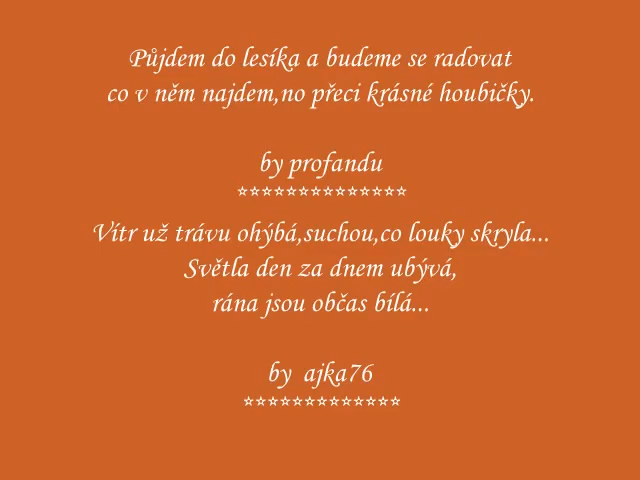 Půjdem do lesíka a budeme se radovat
co v něm najdem,no přeci krásné houbičky.
by profandu
**************
Vítr už trávu ohýbá,suchou,co louky skryla...
Světla den za dnem ubývá,
rána jsou občas bílá...
by ajka76
*************